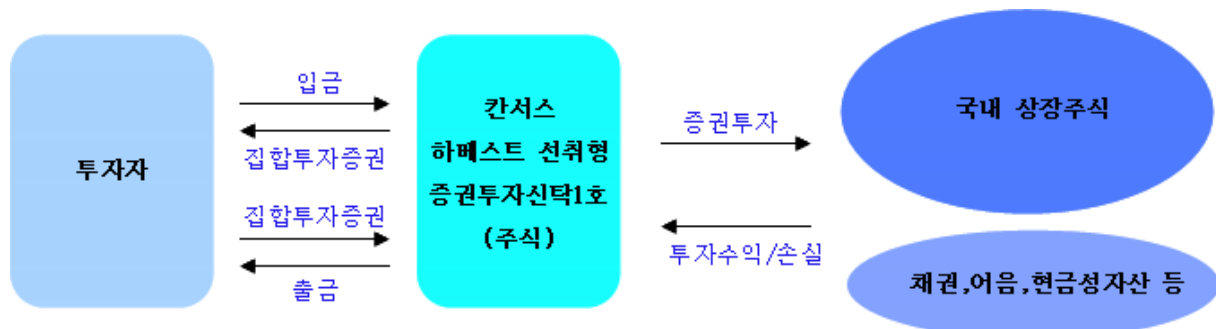 투자자
입금
집합투자증권
집합투자증권
출금
칸서스
하베스트 선취형
증권투자신탁1호
(주식)
증권투자
투자수익/손실
국내 상장주식
채권,어음,현금성자산 등